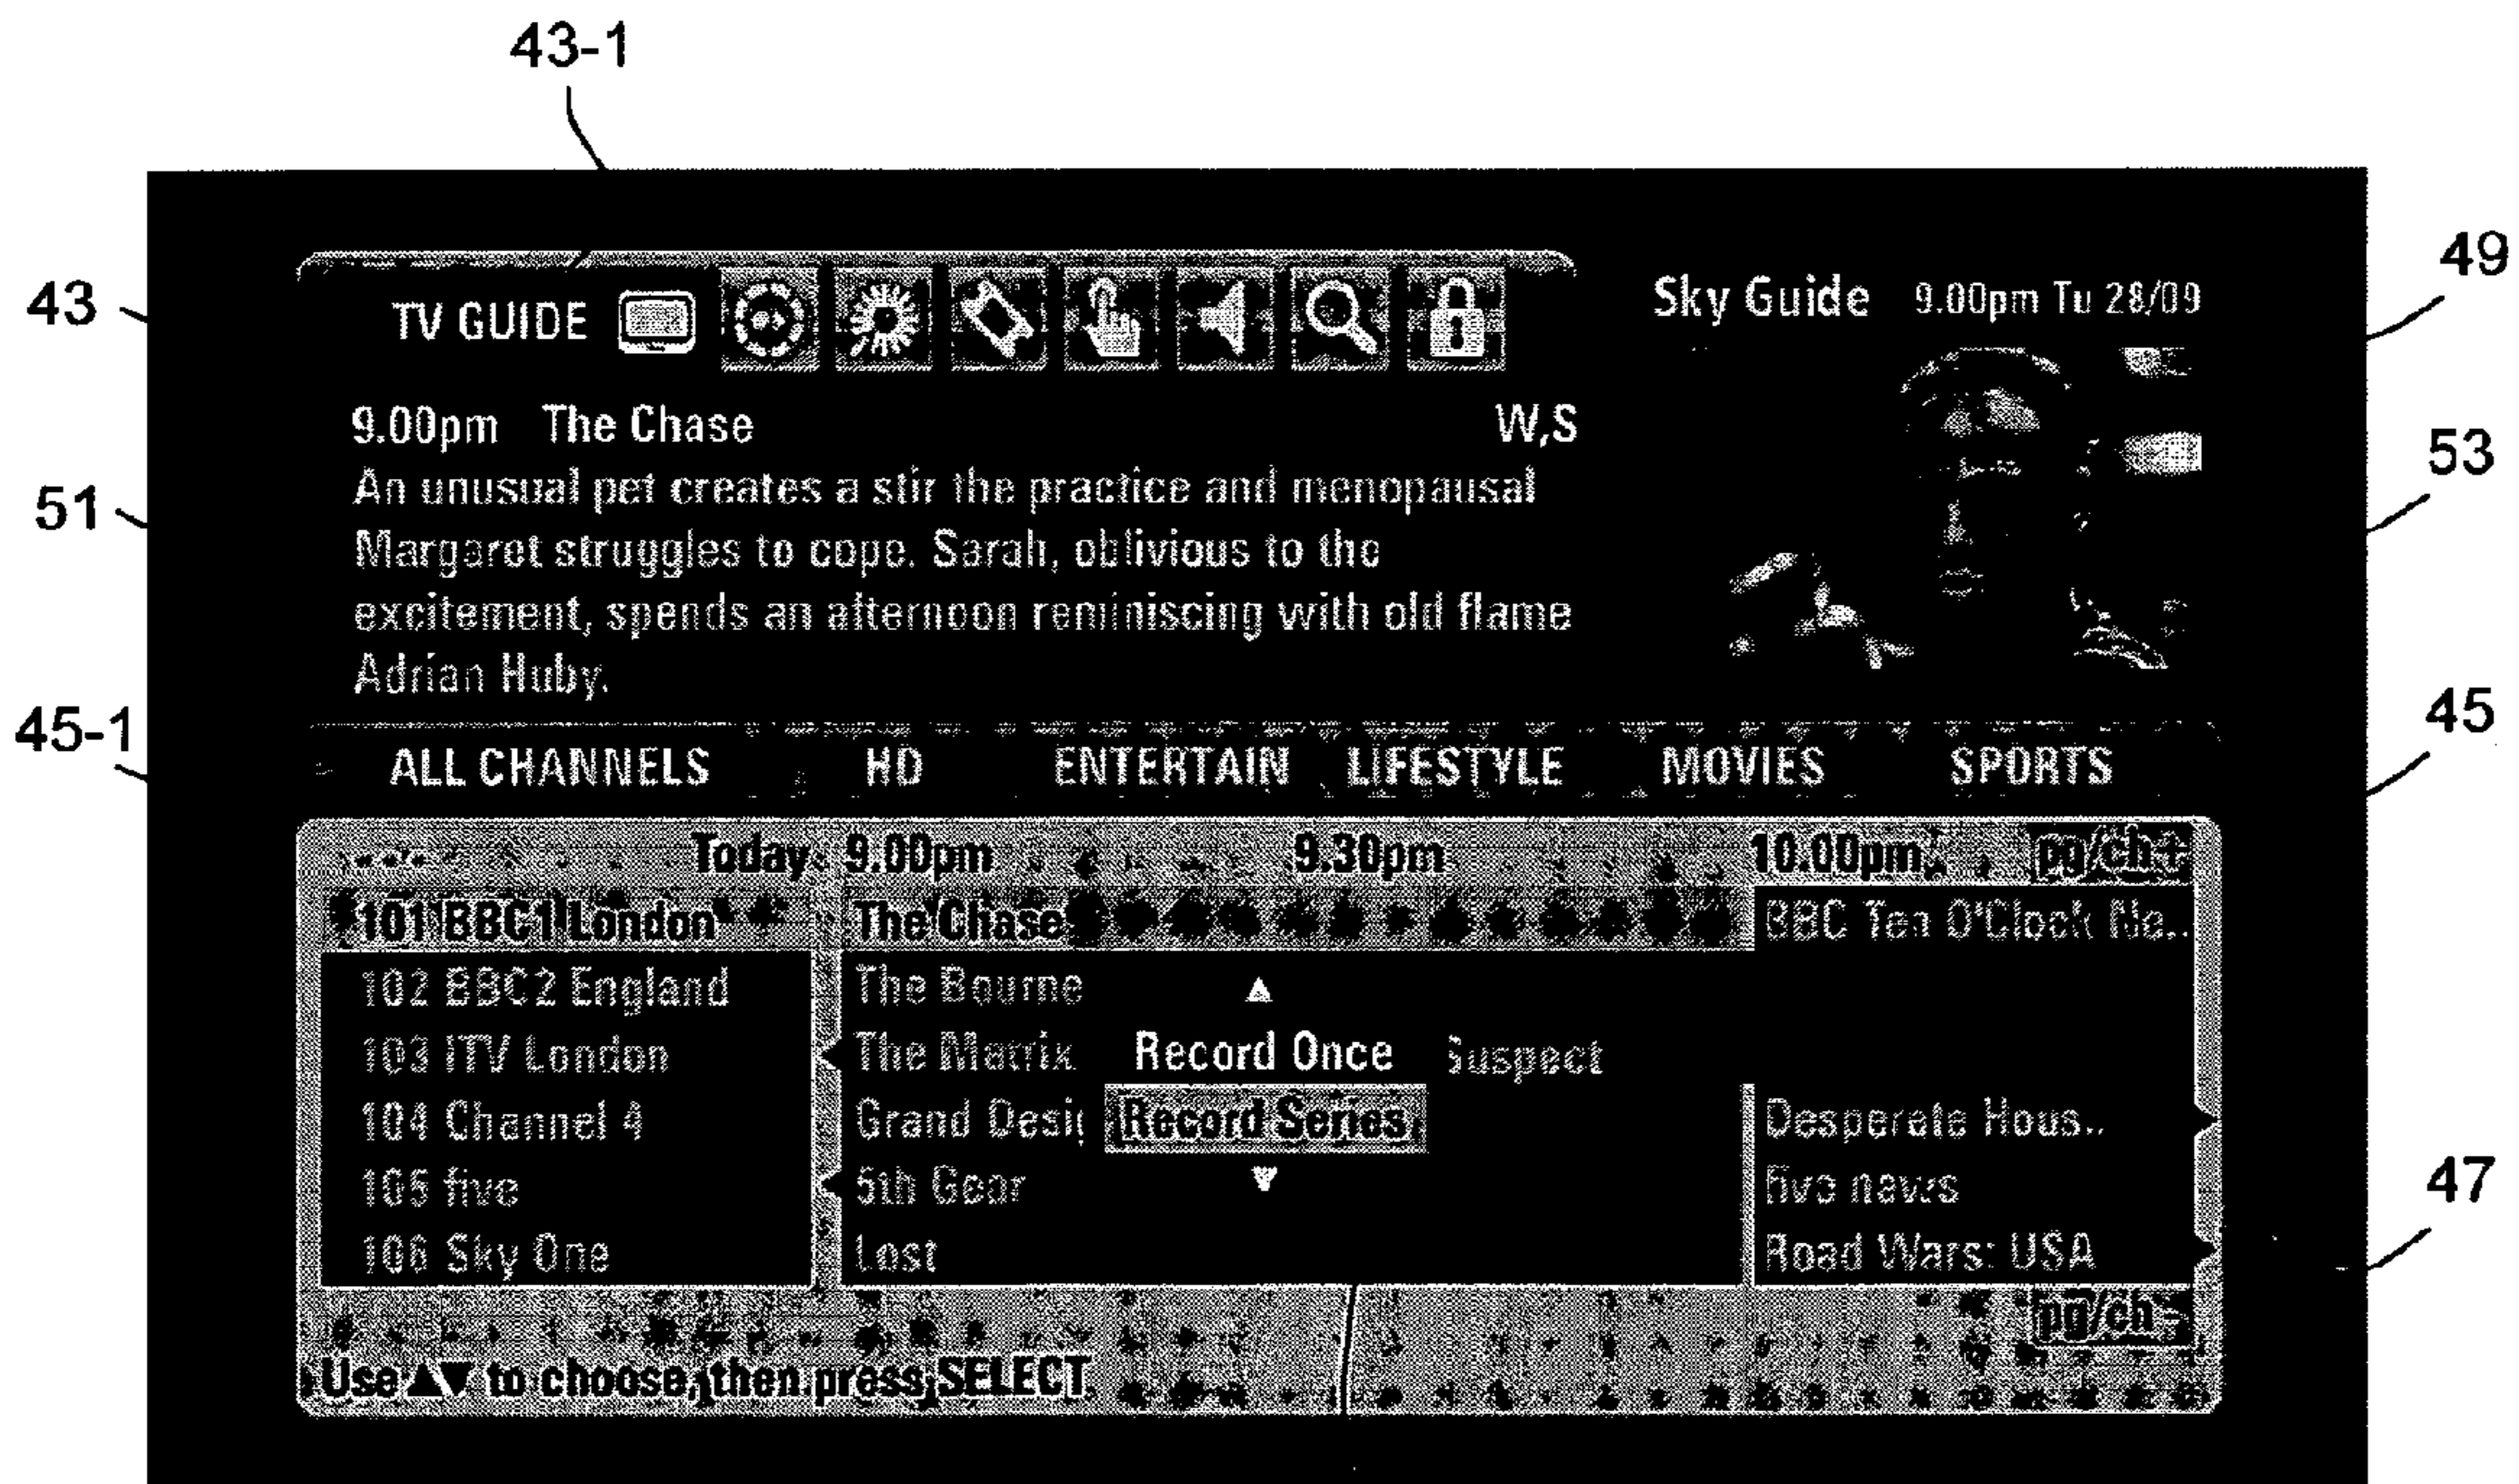 43-1
43
49
TV GUIDE
Sky Guide 9.00pm Tu 28/09
9.00pm The Chase W,S
53
An unusual pet creates a stir the practice and menopausal
51
Margaret struggles to cope. Sarah, oblivious to the
excitement, spends an afternoon reminiscing with old flame
Adrian Huby.
45-1
45
ALL CHANNELS HD ENTERTAIN LIFESTYLE MOVIES SPORTS
Today 9.00pm 9.30pm 10.00pm pg/ch+
101 BBC1 London The Chase BBC Ten O'Clock Ne..
102 BBC2 England The Bourne
103 ITV London The Matrix Record Once Suspect
104 Channel 4 Grand Desi Record Series Desperate Hous..
105 five 5th Gear five news
47
106 Sky One Lost Road Wars: USA
pg/ch-
Use ▲▼ to choose, then press SELECT